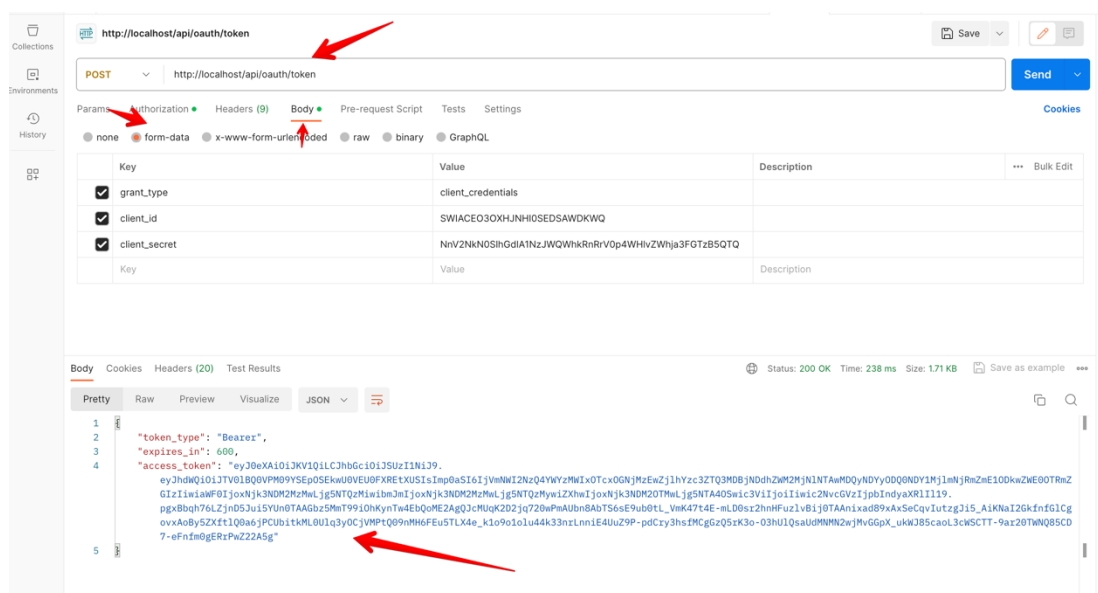 Collections
Environments
History
HTTP http://localhost/api/oauth/token
Save
POST http://localhost/api/oauth/token
Send
Params Authorization Headers (9) Body Pre-request Script Tests Settings
Cookies
none form-data x-www-form-urlencoded raw binary GraphQL
Key Value Description ••• Bulk Edit
grant_type client_credentials
client_id SWIACEO3OXHJNHI0SEDSAWDKWQ
client_secret NnV2NkN0SlhGdlA1NzJWQWhkRnRrV0p4WHlvZWhja3FGTzB5QTQ
Key Value Description
Body Cookies Headers (20) Test Results
Status: 200 OK Time: 238 ms Size: 1.71 KB Save as example
Pretty Raw Preview Visualize JSON
1 {
2 "token_type": "Bearer",
3 "expires_in": 600,
4 "access_token": "eyJ0eXAiOiJKV1QiLCJhbGciOiJSUzI1NiJ9.
5 }